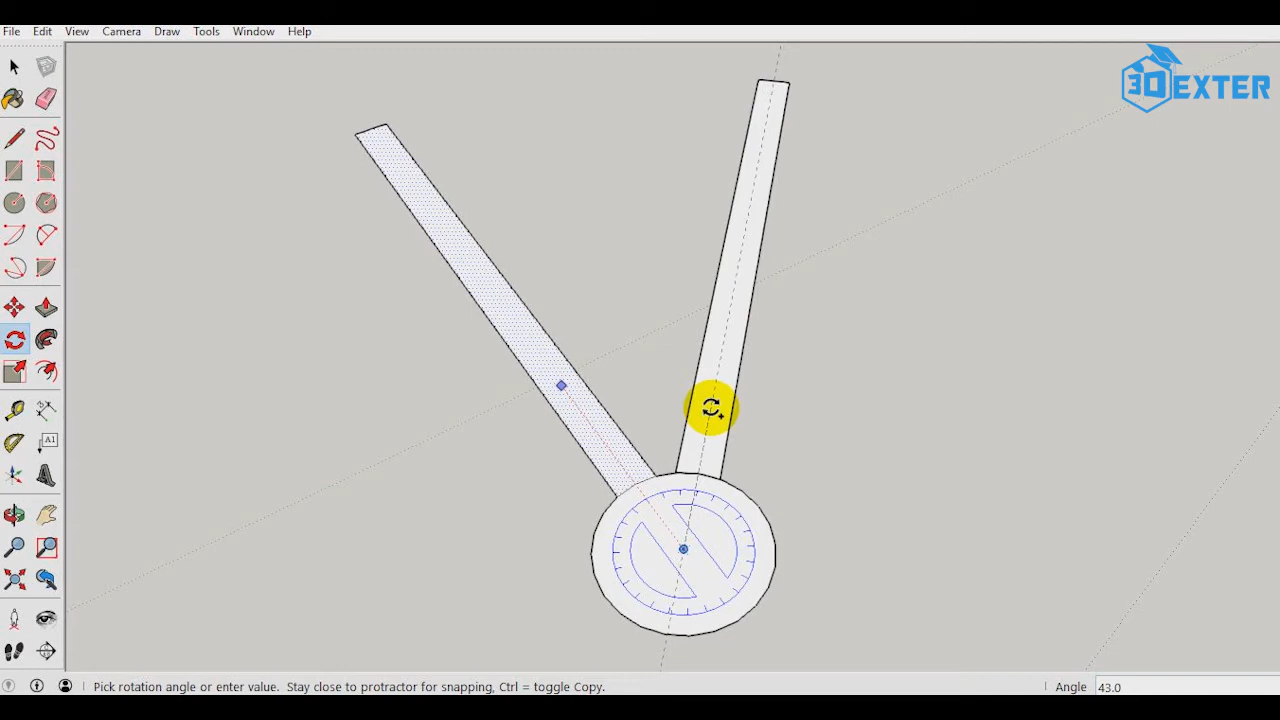 File Edit View Camera Draw Tools Window Help
3DEXTER
A1
Pick rotation angle or enter value. Stay close to protractor for snapping, Ctrl = toggle Copy.
Angle 43.0